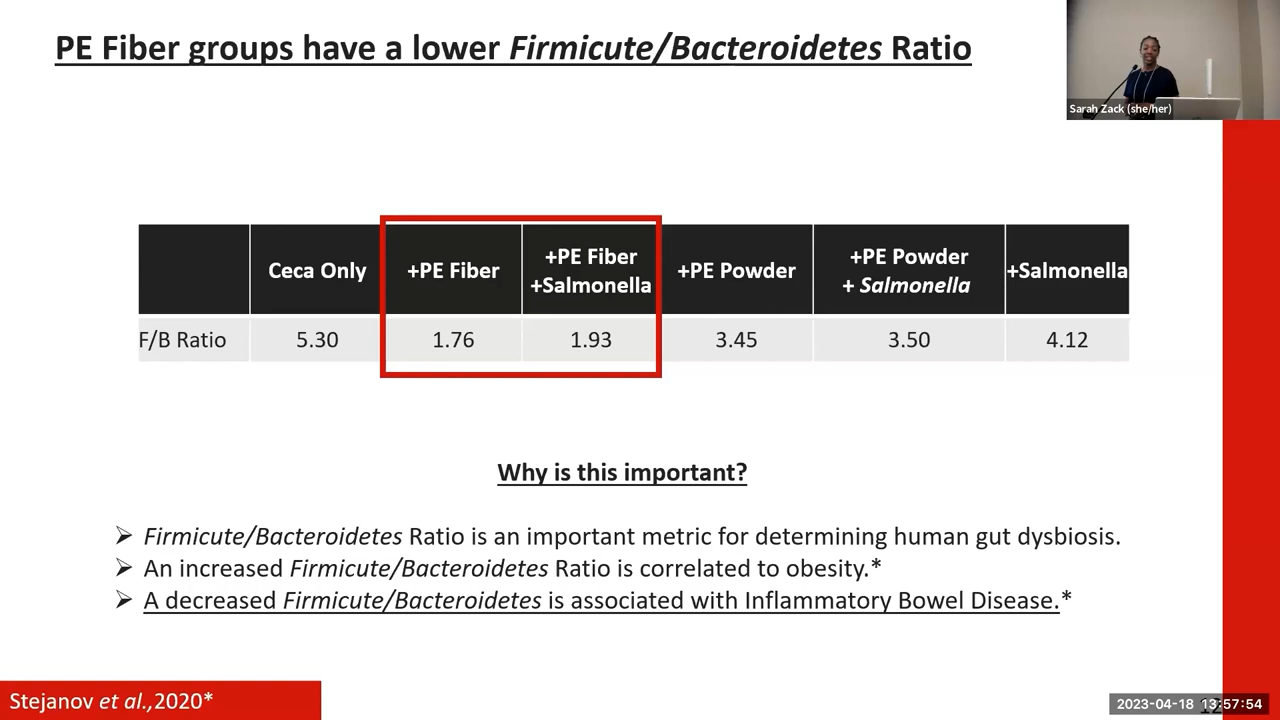 PE Fiber groups have a lower Firmicute/Bacteroidetes Ratio
Sarah Zack (she/her)
Ceca Only
+PE Fiber
+PE Fiber
+Salmonella
+PE Powder
+PE Powder
+ Salmonella
+Salmonella
F/B Ratio
5.30
1.76
1.93
3.45
3.50
4.12
Why is this important?
Firmicute/Bacteroidetes Ratio is an important metric for determining human gut dysbiosis.
An increased Firmicute/Bacteroidetes Ratio is correlated to obesity.*
A decreased Firmicute/Bacteroidetes is associated with Inflammatory Bowel Disease.*
Stejanov et al.,2020*
2023-04-18 13:57:54